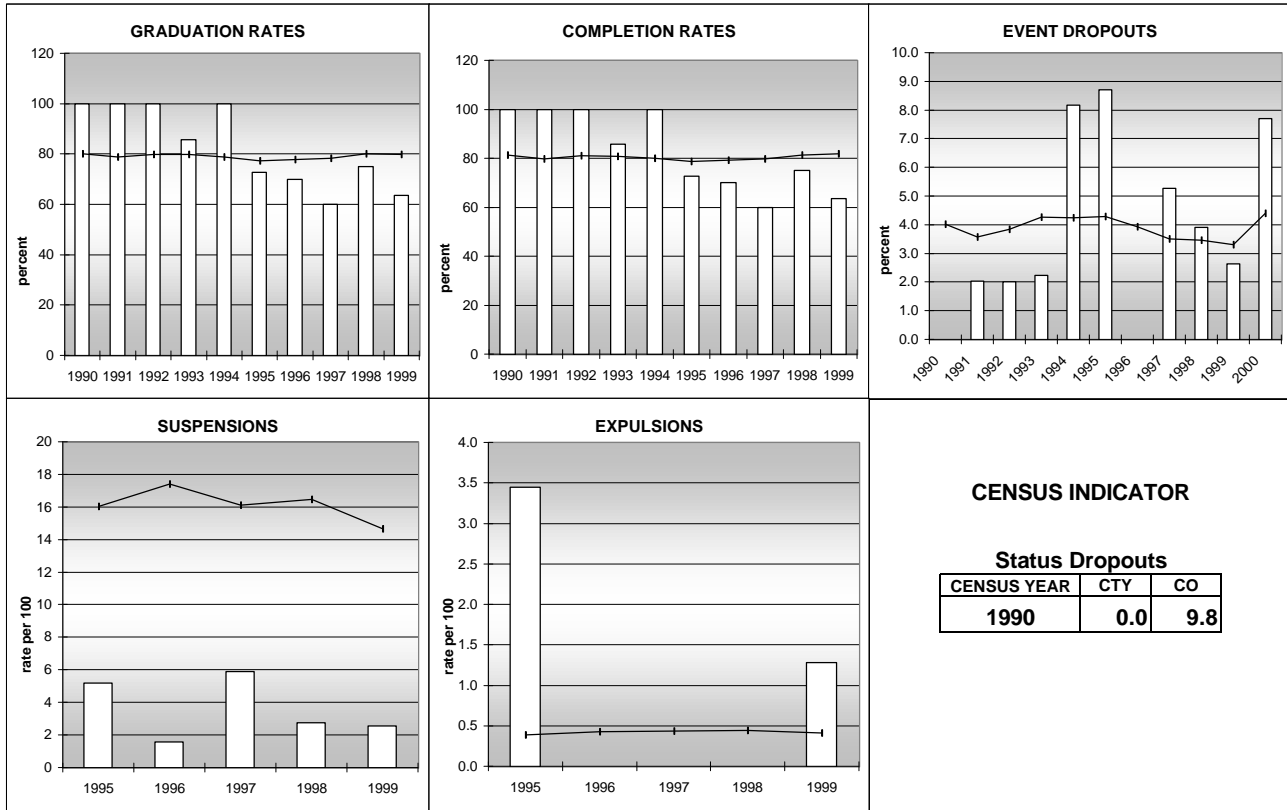 GRADUATION RATES
120
100
80
60
40
20
0
percent
1990 1991 1992 1993 1994 1995 1996 1997 1998 1999
COMPLETION RATES
120
100
80
60
40
20
0
percent
1990 1991 1992 1993 1994 1995 1996 1997 1998 1999
EVENT DROPOUTS
10.0
9.0
8.0
7.0
6.0
5.0
4.0
3.0
2.0
1.0
0.0
percent
1990 1991 1992 1993 1994 1995 1996 1997 1998 1999 2000
SUSPENSIONS
20
18
16
14
12
10
8
6
4
2
0
rate per 100
1995 1996 1997 1998 1999
EXPULSIONS
4.0
3.5
3.0
2.5
2.0
1.5
1.0
0.5
0.0
rate per 100
1995 1996 1997 1998 1999
CENSUS INDICATOR
Status Dropouts
CENSUS YEAR CTY CO
1990 0.0 9.8